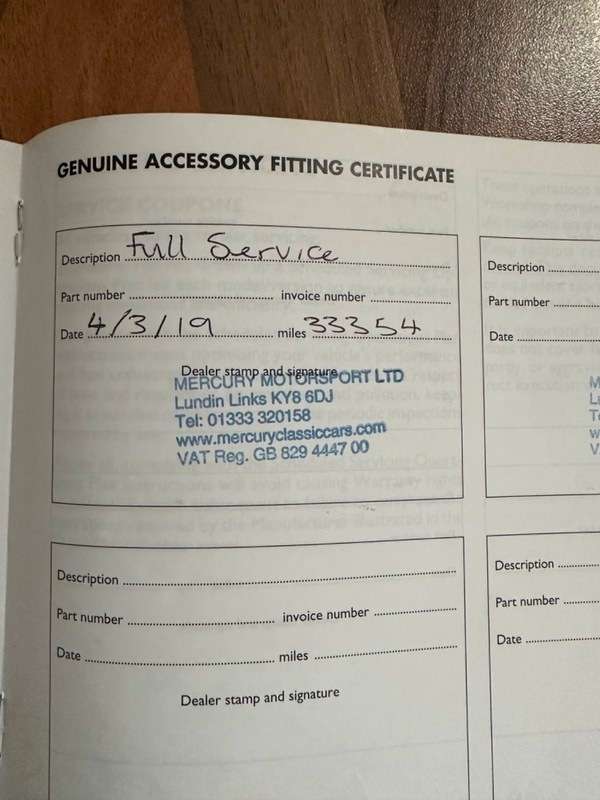 GENUINE ACCESSORY FITTING CERTIFICATE
SERVICE COUPONS
Description Full Service
Part number invoice number
Date 4/3/19 miles 33354
Dealer stamp and signature
MERCURY MOTORSPORT LTD
Lundin Links KY8 6DJ
Tel: 01333 320158
www.mercuryclassiccars.com
VAT Reg. GB 829 4447 00
Description
Part number
Date
Description
Part number invoice number
Date miles
Dealer stamp and signature
Description
Part number
Date